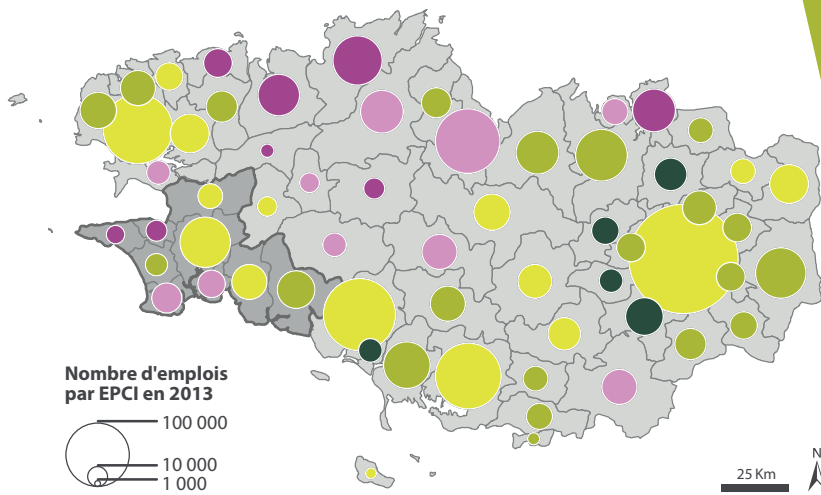 Nombre d'emplois
par EPCI en 2013
100 000
10 000
1 000
25 Km
N